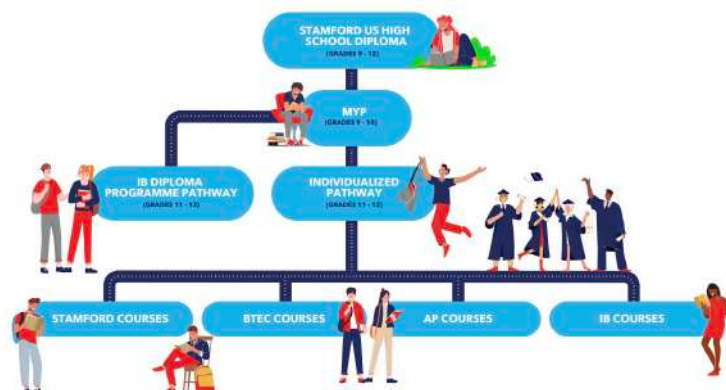 STAMFORD US HIGH
SCHOOL DIPLOMA
(GRADES 9 - 12)
MYP
(GRADES 9 - 10)
IB DIPLOMA
PROGRAMME PATHWAY
(GRADES 11 - 12)
INDIVIDUALIZED
PATHWAY
(GRADES 11 - 12)
STAMFORD COURSES
BTEC COURSES
AP COURSES
IB COURSES